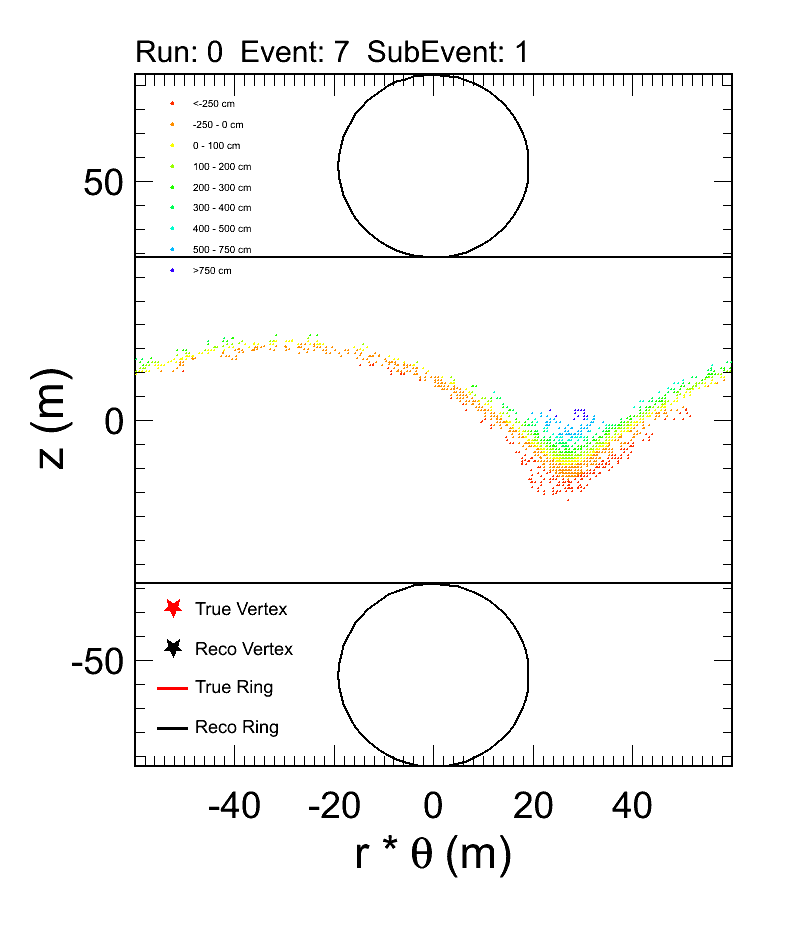 Run: 0  Event: 7  SubEvent: 1
<-250 cm
-250 - 0 cm
0 - 100 cm
100 - 200 cm
200 - 300 cm
300 - 400 cm
400 - 500 cm
500 - 750 cm
>750 cm
50
0
-50
z (m)
True Vertex
Reco Vertex
True Ring
Reco Ring
-40 -20 0 20 40
r * θ (m)